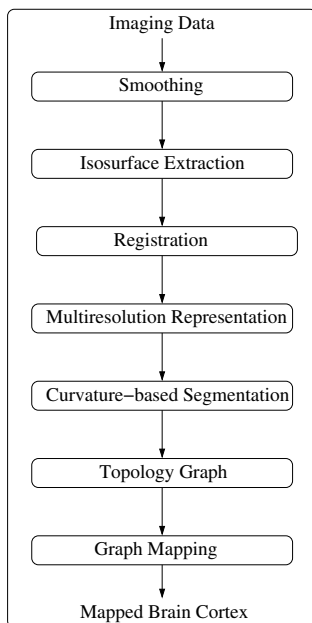 Imaging Data
Smoothing
Isosurface Extraction
Registration
Multiresolution Representation
Curvature−based Segmentation
Topology Graph
Graph Mapping
Mapped Brain Cortex